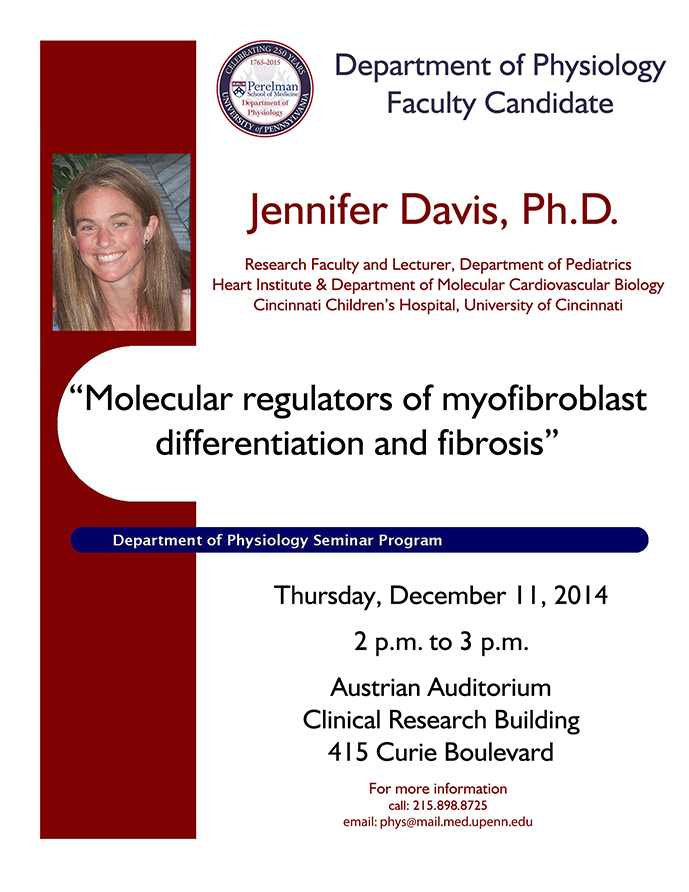 CELEBRATING 250 YEARS
1765–2015
Perelman
School of Medicine
Department of
Physiology
UNIVERSITY of PENNSYLVANIA
Department of Physiology
Faculty Candidate
Jennifer Davis, Ph.D.
Research Faculty and Lecturer, Department of Pediatrics
Heart Institute & Department of Molecular Cardiovascular Biology
Cincinnati Children’s Hospital, University of Cincinnati
“Molecular regulators of myofibroblast
differentiation and fibrosis”
Department of Physiology Seminar Program
Thursday, December 11, 2014
2 p.m. to 3 p.m.
Austrian Auditorium
Clinical Research Building
415 Curie Boulevard
For more information
call: 215.898.8725
email: phys@mail.med.upenn.edu